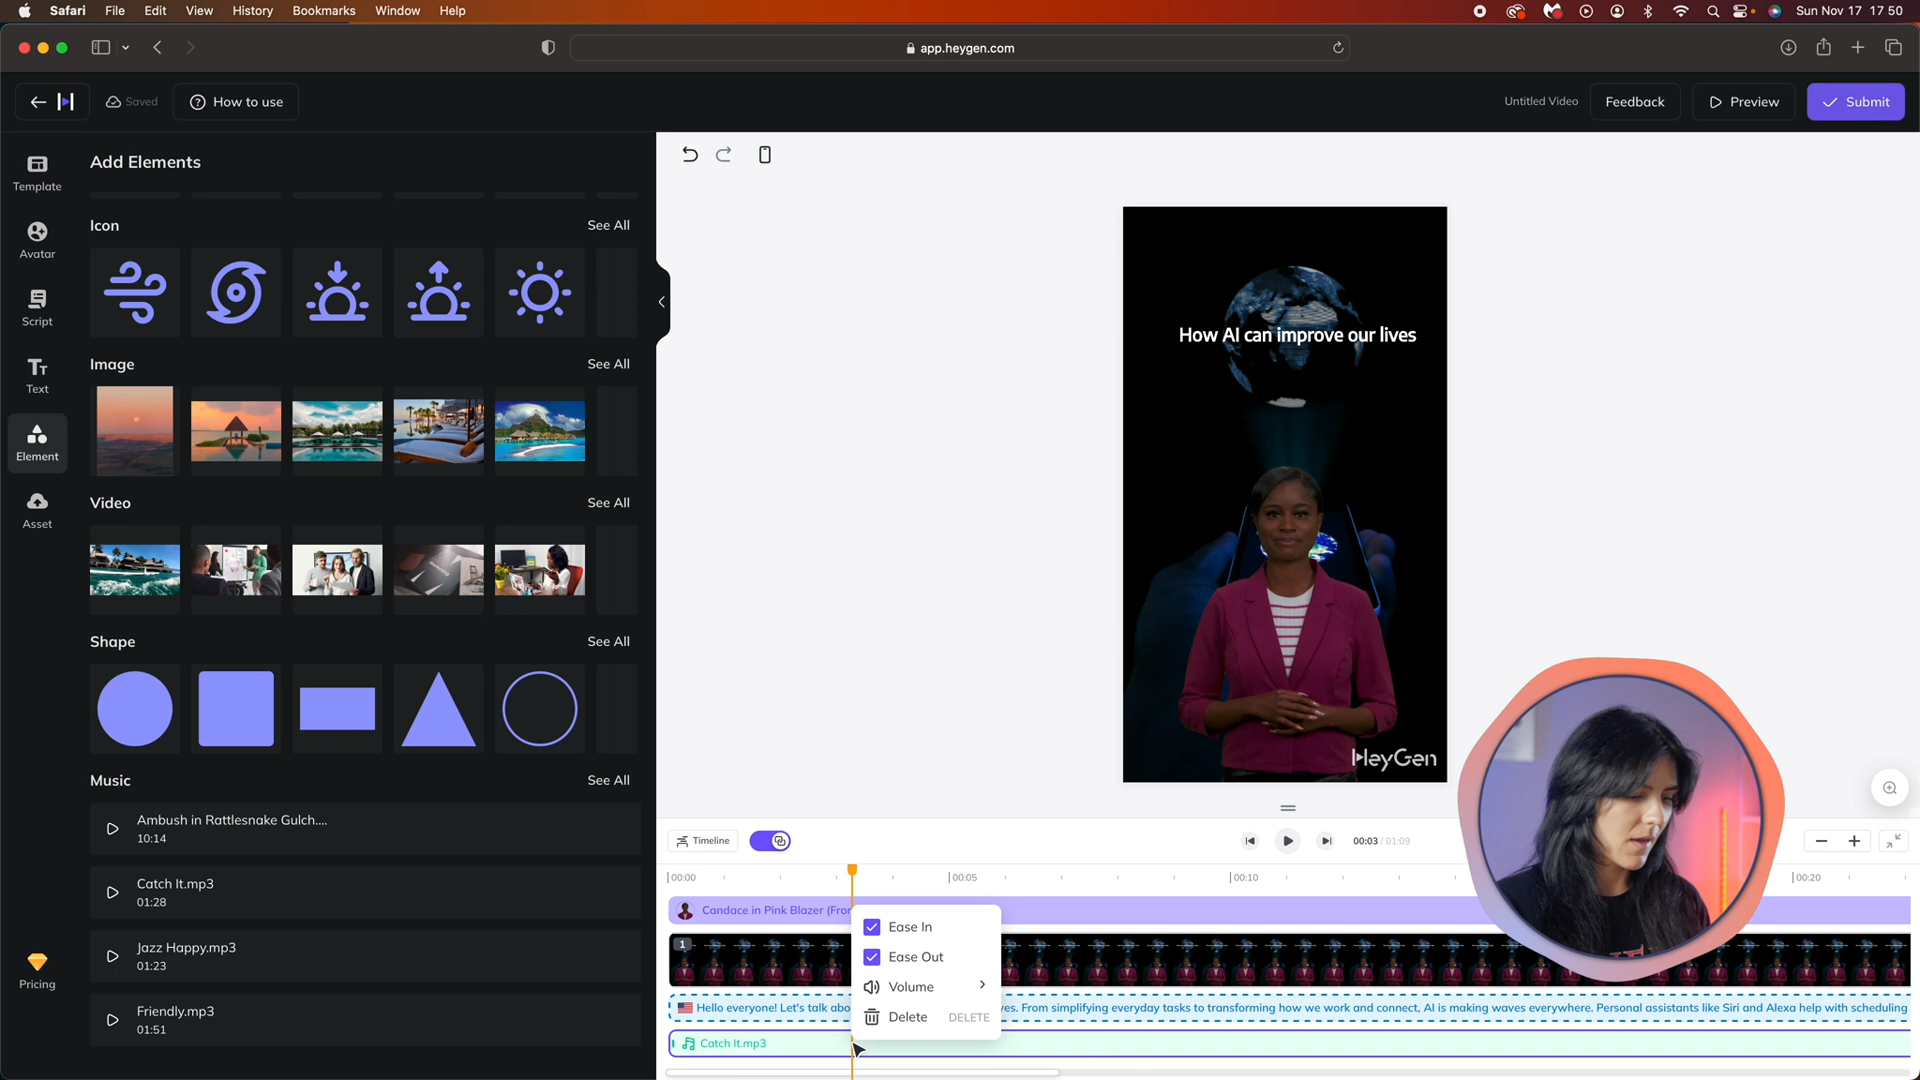 Safari File Edit View History Bookmarks Window Help
Sun Nov 17 17 50
app.heygen.com
Saved
How to use
Untitled Video
Feedback
Preview
Submit
Template
Avatar
Script
Text
Element
Asset
Pricing
Add Elements
Icon
See All
Image
See All
Video
See All
Shape
See All
Music
See All
Ambush in Rattlesnake Gulch....
10:14
Catch It.mp3
01:28
Jazz Happy.mp3
01:23
Friendly.mp3
01:51
How AI can improve our lives
HeyGen
Timeline
00:03 / 01:09
00:00
00:05
00:10
00:20
Candace in Pink Blazer (Fro
1
Ease In
Ease Out
Volume
Delete DELETE
Hello everyone! Let's talk abo
ves. From simplifying everyday tasks to transforming how we work and connect, AI is making waves everywhere. Personal assistants like Siri and Alexa help with scheduling
Catch It.mp3